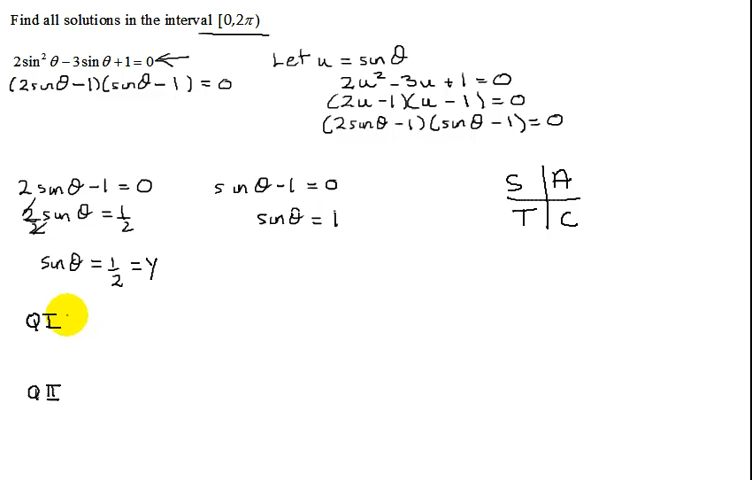 Find all solutions in the interval [0,2π)
2sin² θ − 3sin θ + 1 = 0
(2sinθ − 1)(sinθ − 1) = 0
Let u = sinθ
2u² − 3u + 1 = 0
(2u − 1)(u − 1) = 0
(2sinθ − 1)(sinθ − 1) = 0
2sinθ − 1 = 0
2/2 sinθ = 1/2
sinθ = 1/2 = y
QI
QII
sinθ − 1 = 0
sinθ = 1
S A
T C